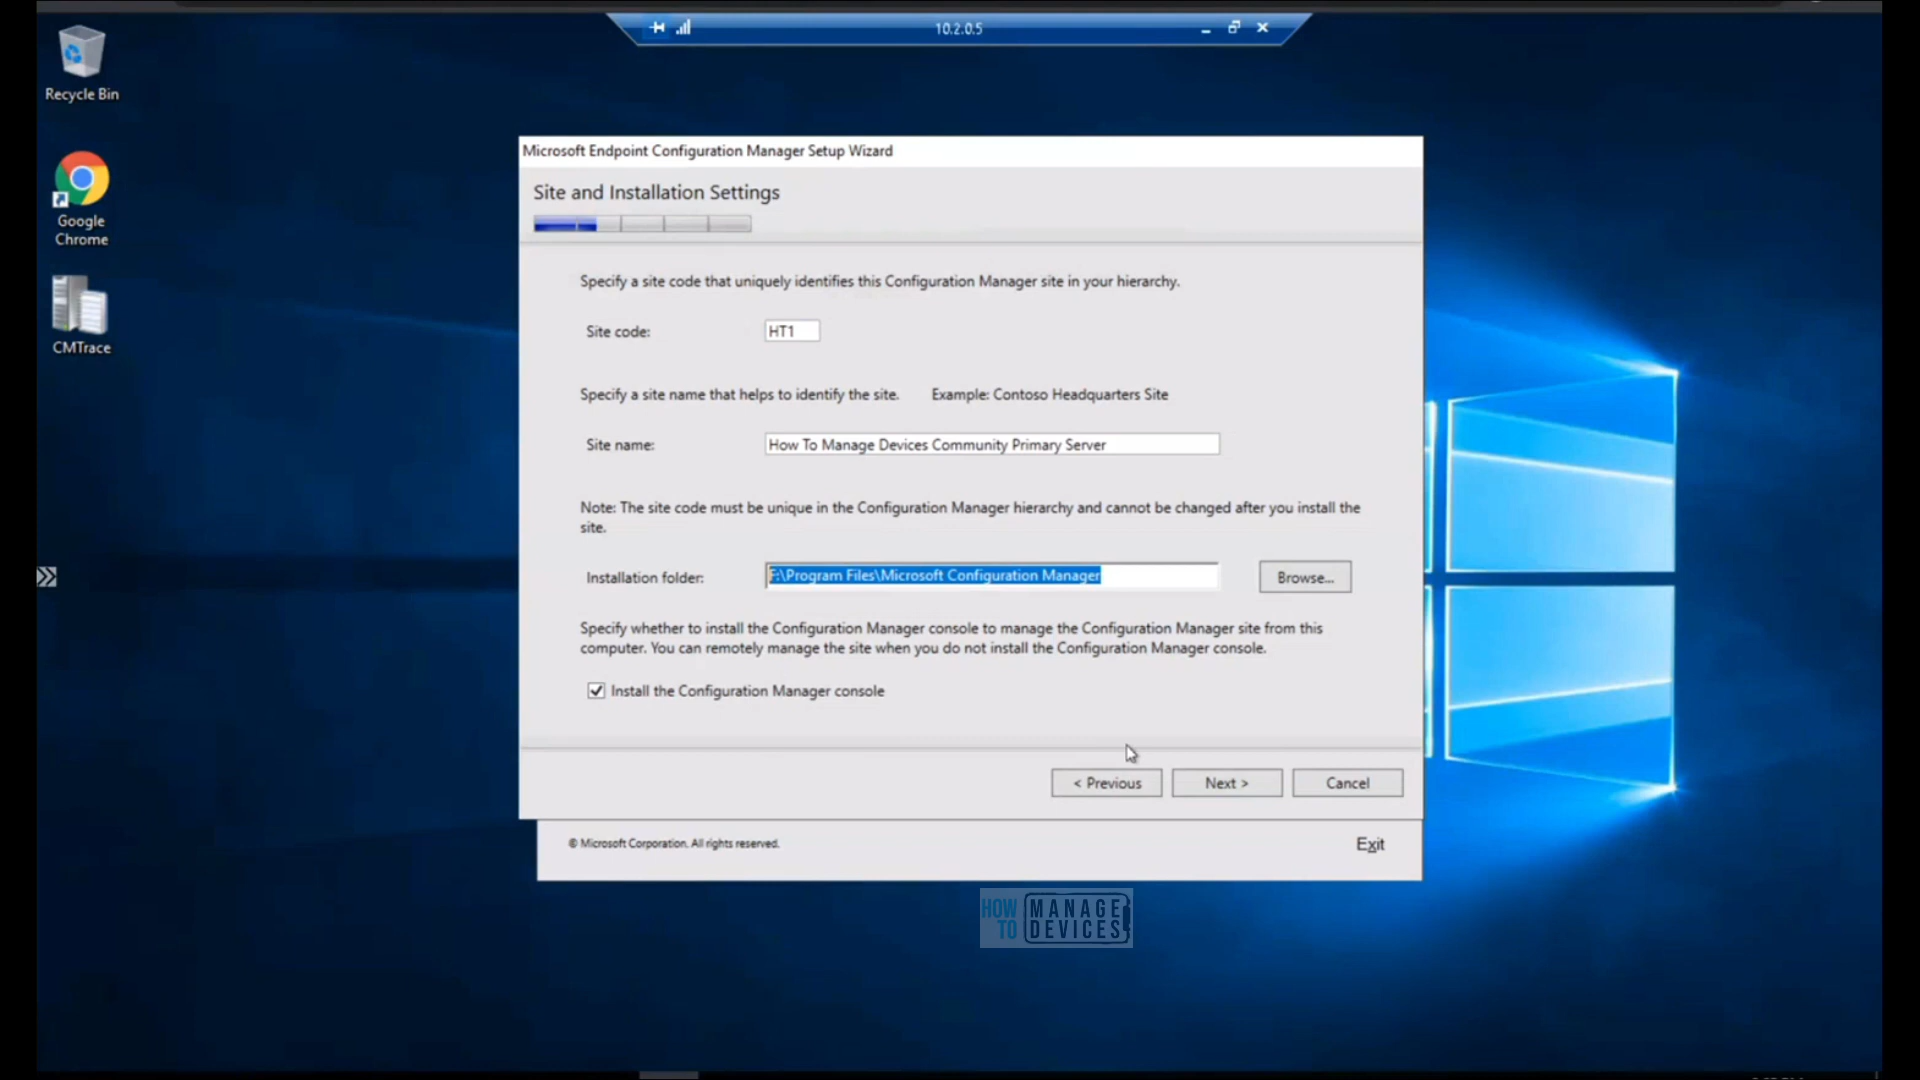 10.2.0.5
Recycle Bin
Google
Chrome
CMTrace
Microsoft Endpoint Configuration Manager Setup Wizard
Site and Installation Settings
Specify a site code that uniquely identifies this Configuration Manager site in your hierarchy.
Site code: HT1
Specify a site name that helps to identify the site. Example: Contoso Headquarters Site
Site name: How To Manage Devices Community Primary Server
Note: The site code must be unique in the Configuration Manager hierarchy and cannot be changed after you install the
site.
Installation folder: F:\Program Files\Microsoft Configuration Manager Browse...
Specify whether to install the Configuration Manager console to manage the Configuration Manager site from this
computer. You can remotely manage the site when you do not install the Configuration Manager console.
Install the Configuration Manager console
< Previous Next > Cancel
© Microsoft Corporation. All rights reserved. Exit
HOW MANAGE
TO DEVICES